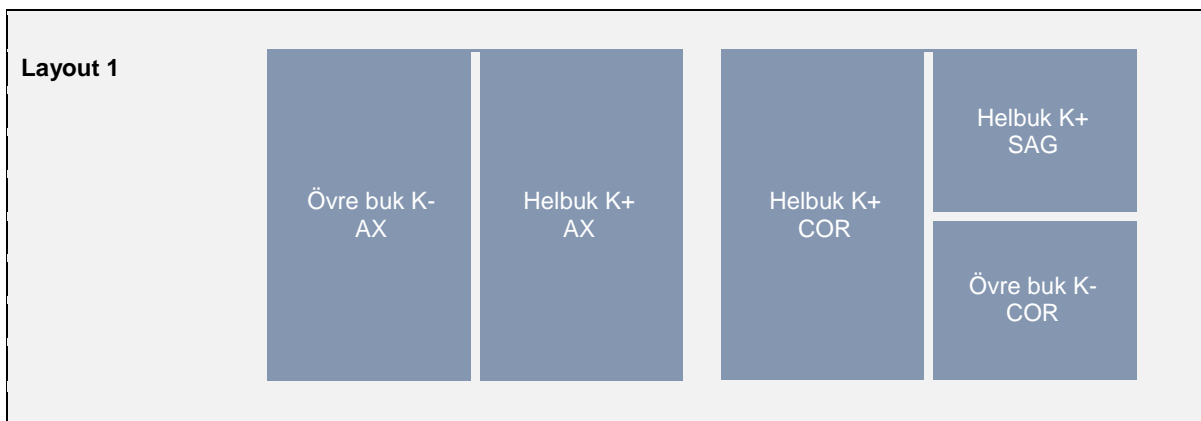 Layout 1
Övre buk K-
AX
Helbuk K+
AX
Helbuk K+
COR
Helbuk K+
SAG
Övre buk K-
COR